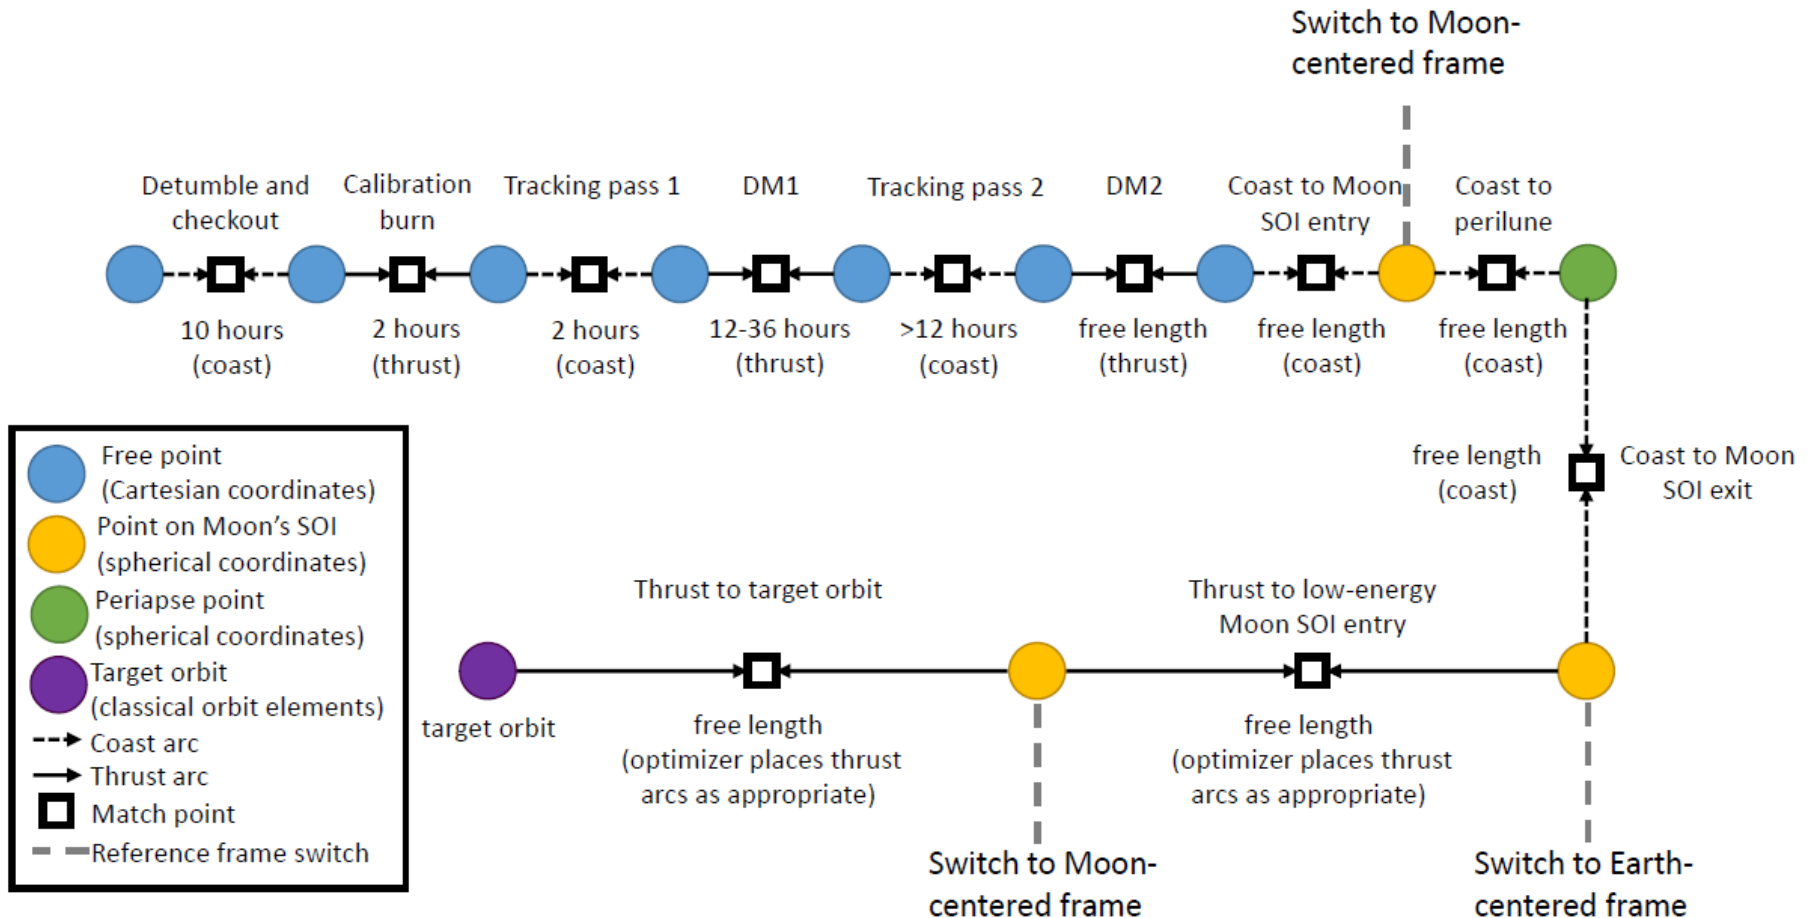 Switch to Moon-
centered frame
Detumble and
checkout
Calibration
burn
Tracking pass 1
DM1
Tracking pass 2
DM2
Coast to Moon
SOI entry
Coast to
perilune
10 hours
(coast)
2 hours
(thrust)
2 hours
(coast)
12-36 hours
(thrust)
>12 hours
(coast)
free length
(thrust)
free length
(coast)
free length
(coast)
free length
(coast)
Coast to Moon
SOI exit
Free point
(Cartesian coordinates)
Point on Moon’s SOI
(spherical coordinates)
Periapse point
(spherical coordinates)
Target orbit
(classical orbit elements)
Coast arc
Thrust arc
Match point
Reference frame switch
Thrust to target orbit
Thrust to low-energy
Moon SOI entry
target orbit
free length
(optimizer places thrust
arcs as appropriate)
free length
(optimizer places thrust
arcs as appropriate)
Switch to Moon-
centered frame
Switch to Earth-
centered frame